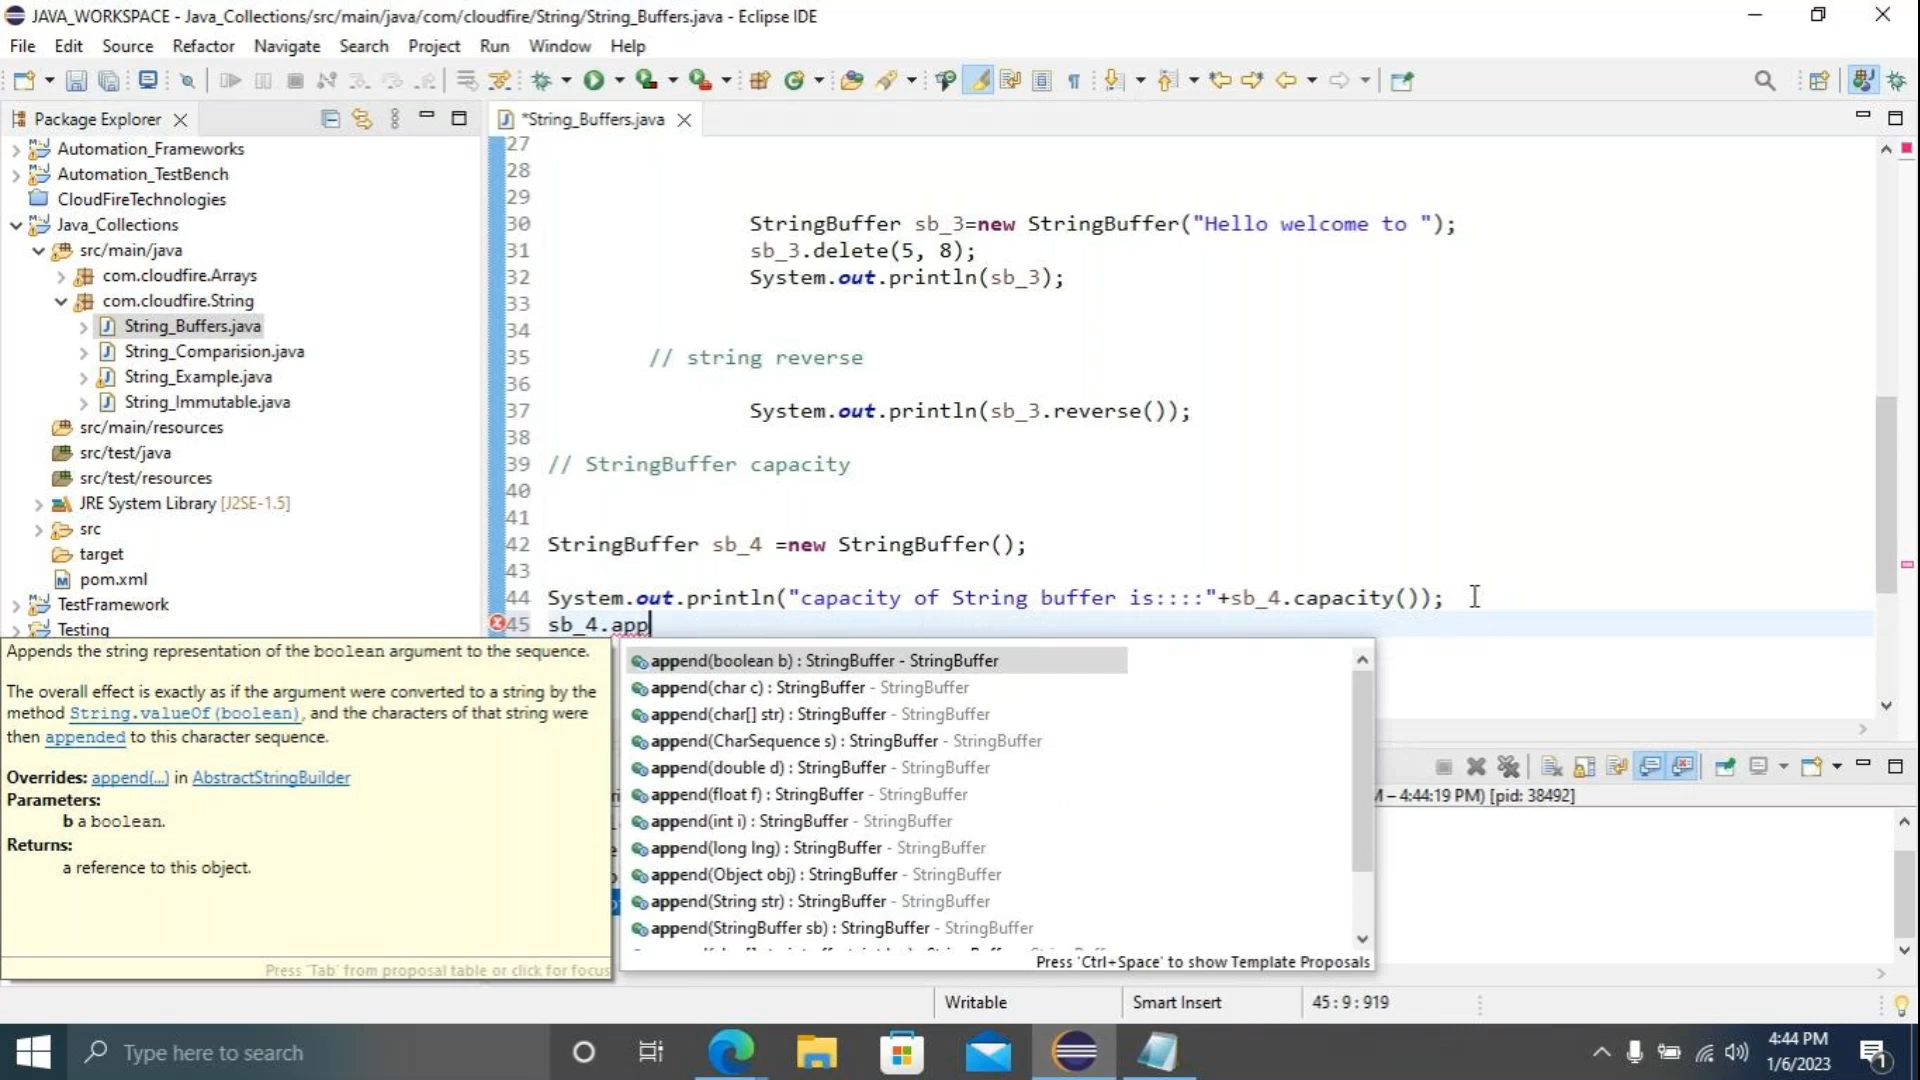 JAVA_WORKSPACE - Java_Collections/src/main/java/com/cloudfire/String/String_Buffers.java - Eclipse IDE
File Edit Source Refactor Navigate Search Project Run Window Help
Package Explorer
*String_Buffers.java
Automation_Frameworks
Automation_TestBench
CloudFireTechnologies
Java_Collections
src/main/java
com.cloudfire.Arrays
com.cloudfire.String
String_Buffers.java
String_Comparision.java
String_Example.java
String_Immutable.java
src/main/resources
src/test/java
src/test/resources
JRE System Library [J2SE-1.5]
src
target
pom.xml
TestFramework
Testing
27
28
29
30 StringBuffer sb_3=new StringBuffer("Hello welcome to ");
31 sb_3.delete(5, 8);
32 System.out.println(sb_3);
33
34
35 // string reverse
36
37 System.out.println(sb_3.reverse());
38
39 // StringBuffer capacity
40
41
42 StringBuffer sb_4 =new StringBuffer();
43
44 System.out.println("capacity of String buffer is::::"+sb_4.capacity());
45 sb_4.app
Appends the string representation of the boolean argument to the sequence.
The overall effect is exactly as if the argument were converted to a string by the
method String.valueOf(boolean), and the characters of that string were
then appended to this character sequence.
Overrides: append(...) in AbstractStringBuilder
Parameters:
b a boolean.
Returns:
a reference to this object.
Press 'Tab' from proposal table or click for focus
append(boolean b) : StringBuffer - StringBuffer
append(char c) : StringBuffer - StringBuffer
append(char[] str) : StringBuffer - StringBuffer
append(CharSequence s) : StringBuffer - StringBuffer
append(double d) : StringBuffer - StringBuffer
append(float f) : StringBuffer - StringBuffer
append(int i) : StringBuffer - StringBuffer
append(long lng) : StringBuffer - StringBuffer
append(Object obj) : StringBuffer - StringBuffer
append(String str) : StringBuffer - StringBuffer
append(StringBuffer sb) : StringBuffer - StringBuffer
Press 'Ctrl+Space' to show Template Proposals
– 4:44:19 PM) [pid: 38492]
Writable Smart Insert 45 : 9 : 919
Type here to search
4:44 PM
1/6/2023
1